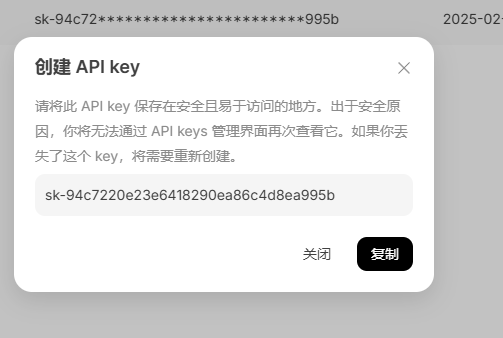 sk-94c72************************995b 2025-02-
创建 API key
请将此 API key 保存在安全且易于访问的地方。出于安全原
因，你将无法通过 API keys 管理界面再次查看它。如果你丢
失了这个 key，将需要重新创建。
sk-94c7220e23e6418290ea86c4d8ea995b
关闭 复制